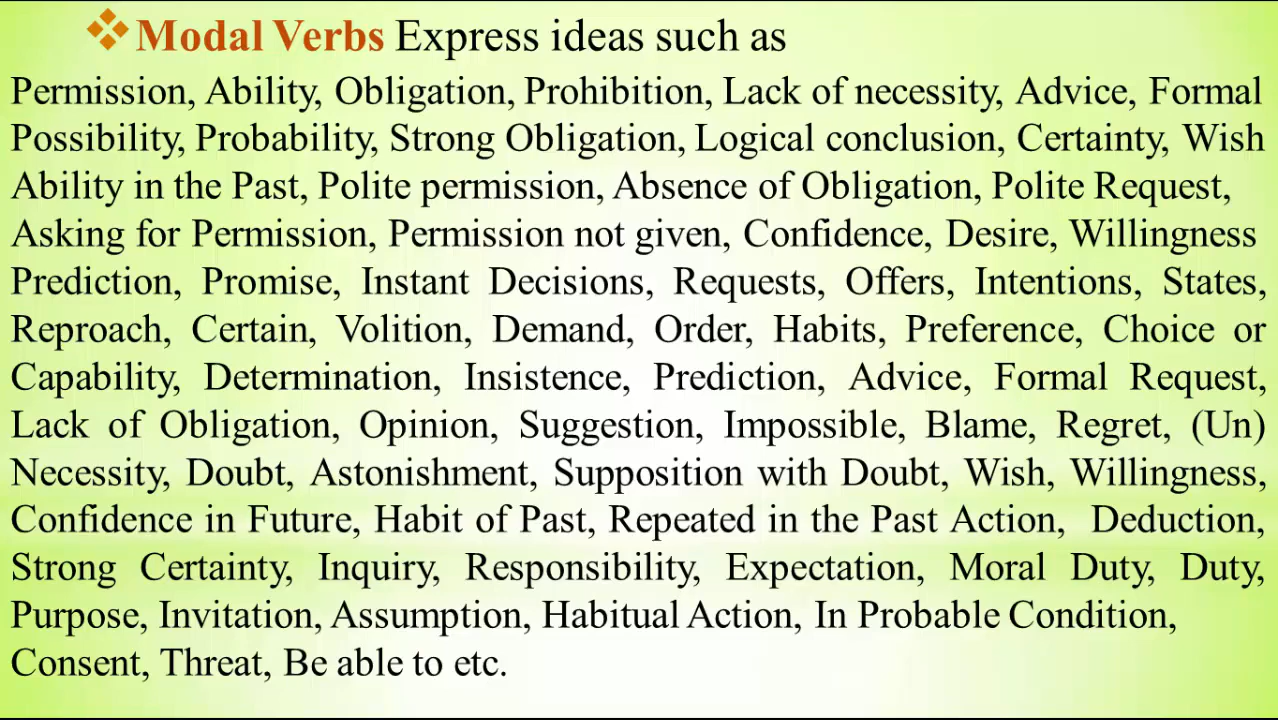 ❖Modal Verbs Express ideas such as
Permission, Ability, Obligation, Prohibition, Lack of necessity, Advice, Formal
Possibility, Probability, Strong Obligation, Logical conclusion, Certainty, Wish
Ability in the Past, Polite permission, Absence of Obligation, Polite Request,
Asking for Permission, Permission not given, Confidence, Desire, Willingness
Prediction, Promise, Instant Decisions, Requests, Offers, Intentions, States,
Reproach, Certain, Volition, Demand, Order, Habits, Preference, Choice or
Capability, Determination, Insistence, Prediction, Advice, Formal Request,
Lack of Obligation, Opinion, Suggestion, Impossible, Blame, Regret, (Un)
Necessity, Doubt, Astonishment, Supposition with Doubt, Wish, Willingness,
Confidence in Future, Habit of Past, Repeated in the Past Action, Deduction,
Strong Certainty, Inquiry, Responsibility, Expectation, Moral Duty, Duty,
Purpose, Invitation, Assumption, Habitual Action, In Probable Condition,
Consent, Threat, Be able to etc.